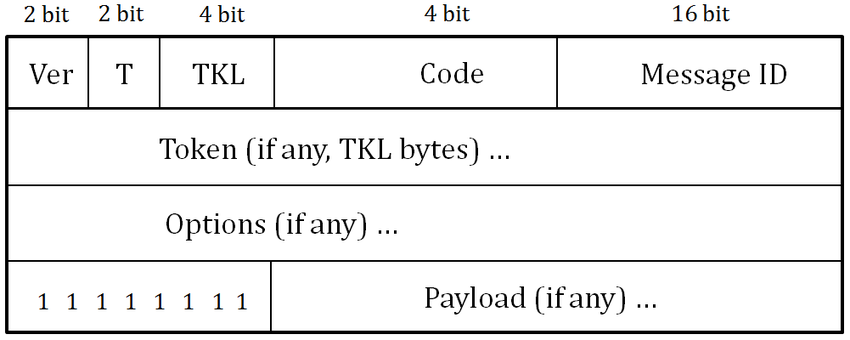 2 bit 2 bit 4 bit 4 bit 16 bit
Ver T TKL Code Message ID
Token (if any, TKL bytes) ...
Options (if any) ...
1 1 1 1 1 1 1 1 Payload (if any) ...